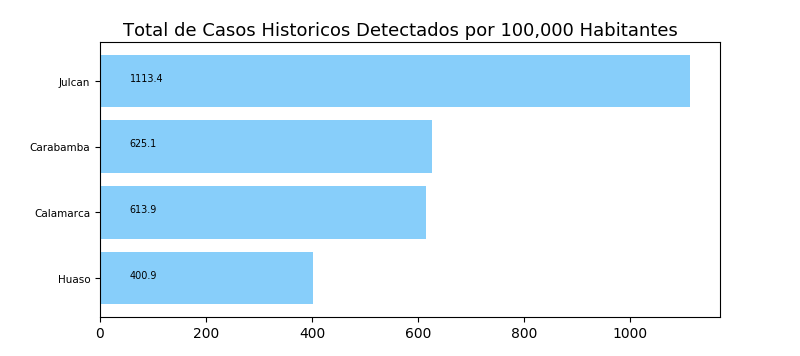 Total de Casos Historicos Detectados por 100,000 Habitantes
Julcan 1113.4
Carabamba 625.1
Calamarca 613.9
Huaso 400.9
0 200 400 600 800 1000